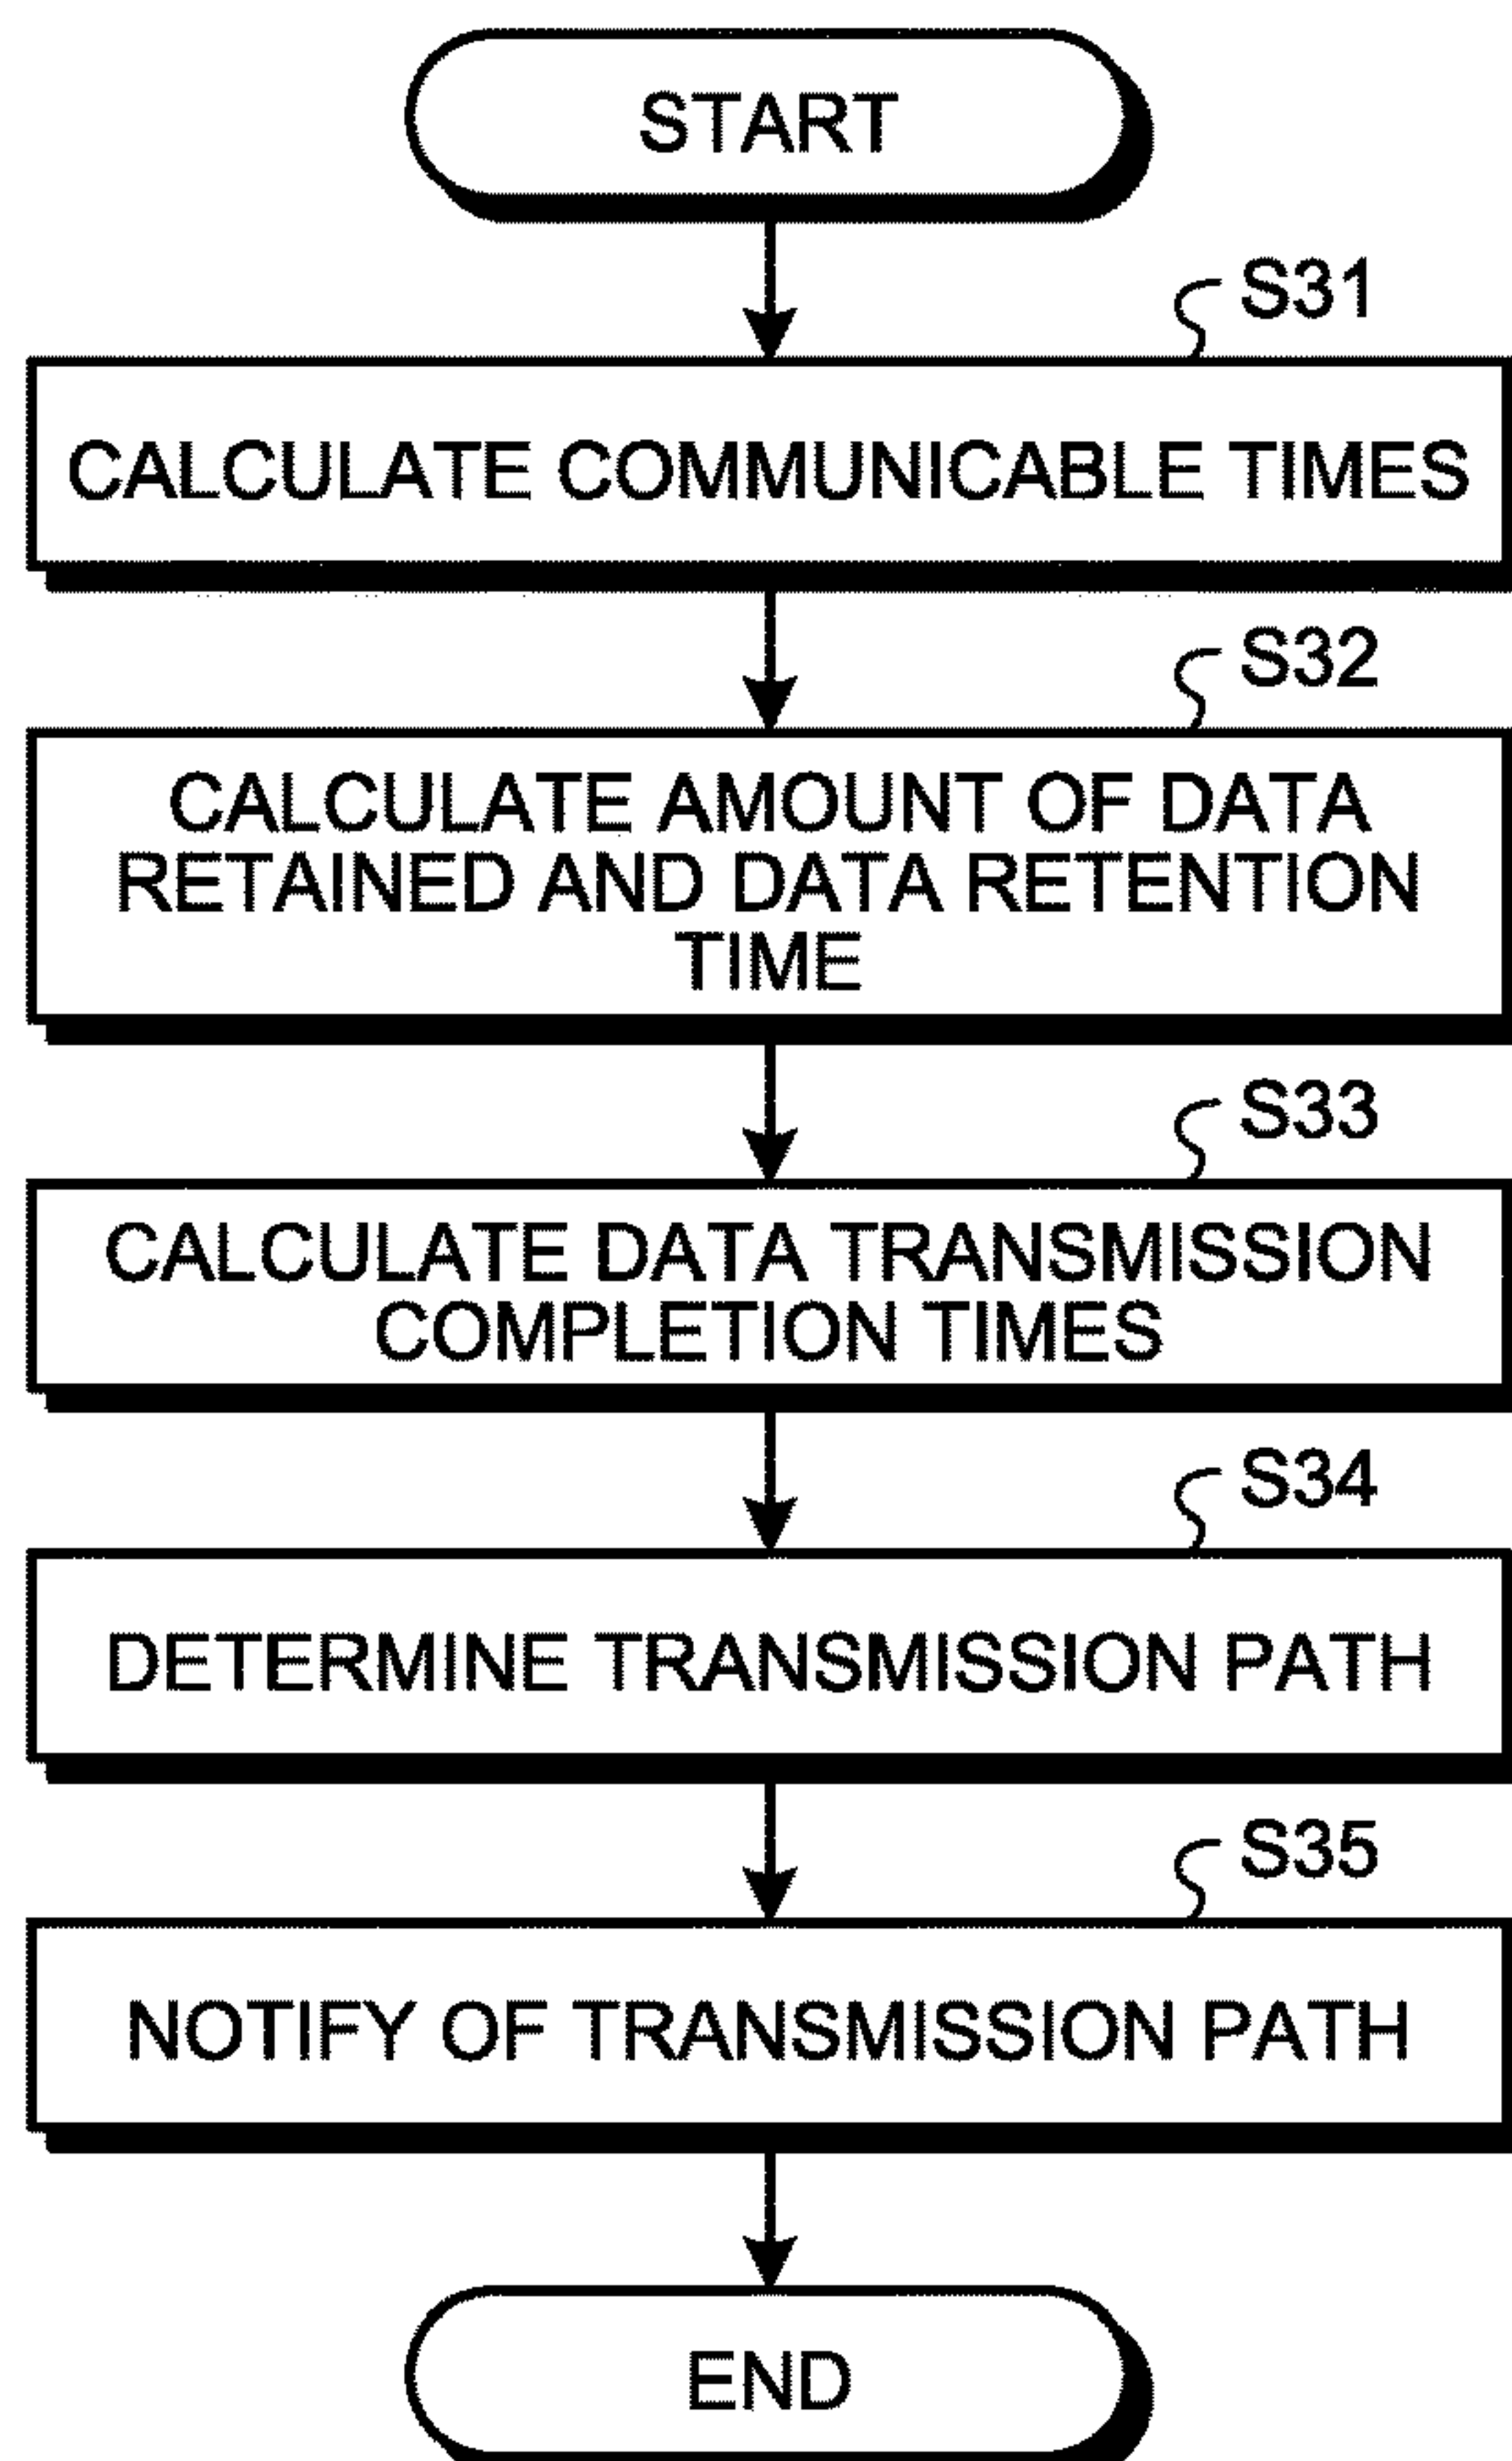 START
S31
CALCULATE COMMUNICABLE TIMES
S32
CALCULATE AMOUNT OF DATA
RETAINED AND DATA RETENTION
TIME
S33
CALCULATE DATA TRANSMISSION
COMPLETION TIMES
S34
DETERMINE TRANSMISSION PATH
S35
NOTIFY OF TRANSMISSION PATH
END